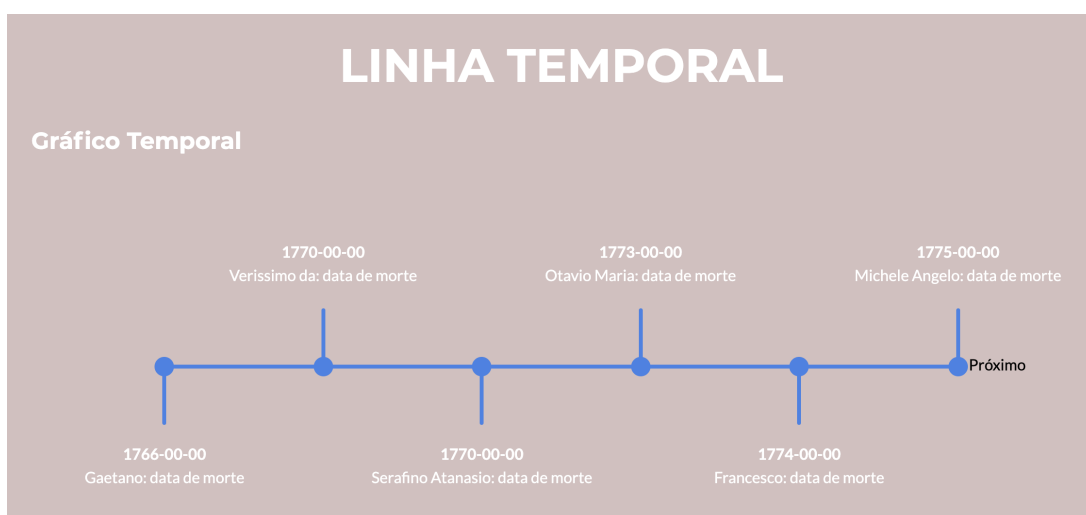 LINHA TEMPORAL
Gráfico Temporal
1770-00-00
Verissimo da: data de morte
1773-00-00
Otavio Maria: data de morte
1775-00-00
Michele Angelo: data de morte
Próximo
1766-00-00
Gaetano: data de morte
1770-00-00
Serafino Atanasio: data de morte
1774-00-00
Francesco: data de morte